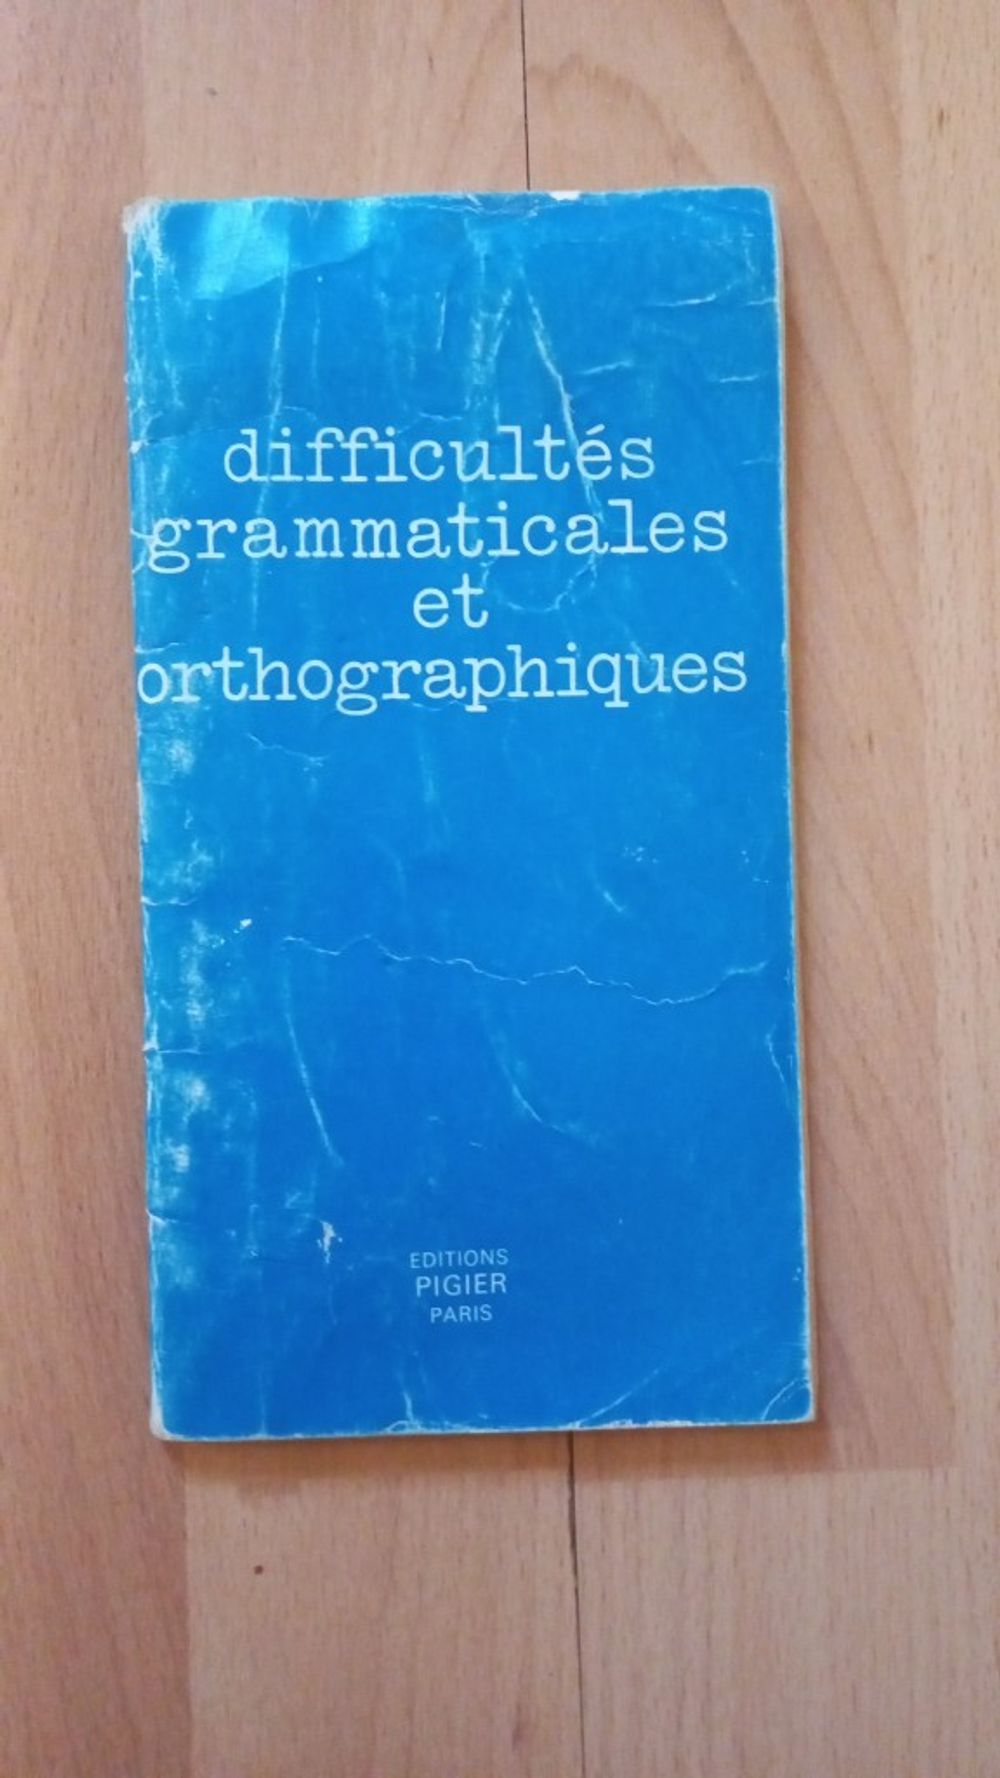 difficultés
grammaticales
et
orthographiques
EDITIONS
PIGIER
PARIS